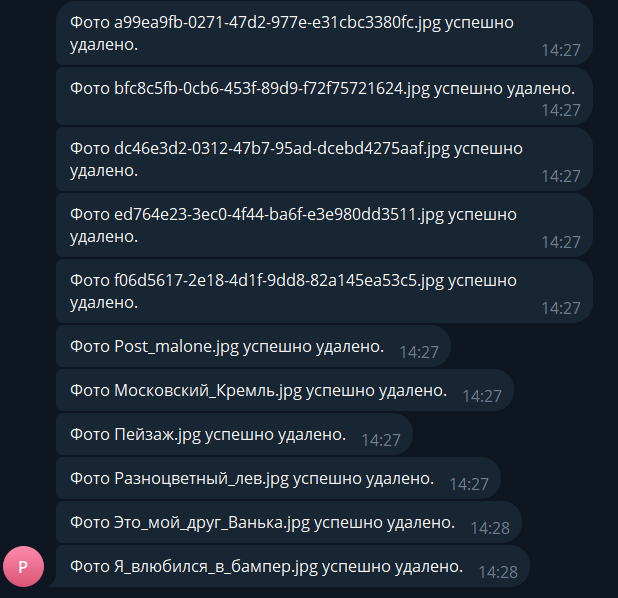 Фото a99ea9fb-0271-47d2-977e-e31cbc3380fc.jpg успешно
удалено.
14:27
Фото bfc8c5fb-0cb6-453f-89d9-f72f75721624.jpg успешно удалено.
14:27
Фото dc46e3d2-0312-47b7-95ad-dcebd4275aaf.jpg успешно
удалено.
14:27
Фото ed764e23-3ec0-4f44-ba6f-e3e980dd3511.jpg успешно
удалено.
14:27
Фото f06d5617-2e18-4d1f-9dd8-82a145ea53c5.jpg успешно
удалено.
14:27
Фото Post_malone.jpg успешно удалено. 14:27
Фото Московский_Кремль.jpg успешно удалено. 14:27
Фото Пейзаж.jpg успешно удалено. 14:27
Фото Разноцветный_лев.jpg успешно удалено. 14:27
Фото Это_мой_друг_Ванька.jpg успешно удалено. 14:28
P
Фото Я_влюбился_в_бампер.jpg успешно удалено. 14:28